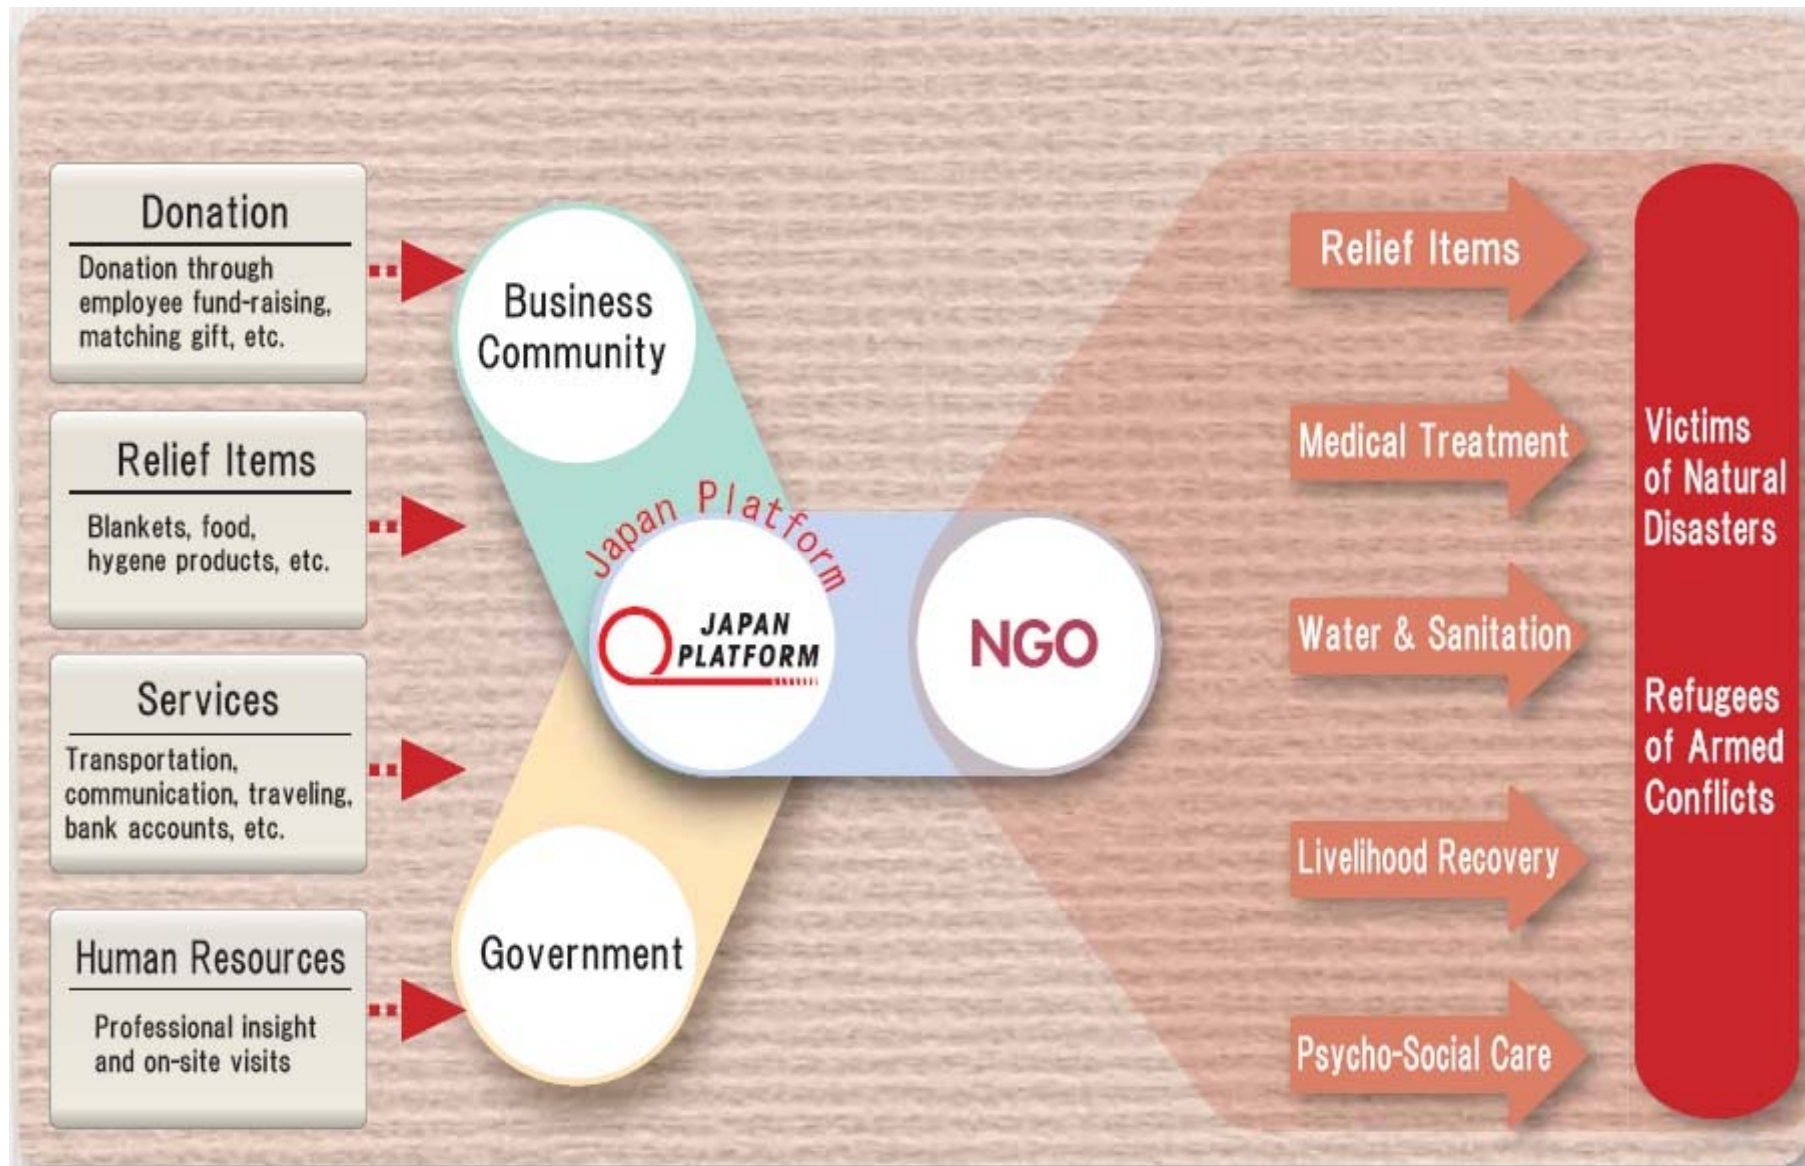 Donation
Donation through
employee fund-raising,
matching gift, etc.
Relief Items
Blankets, food,
hygene products, etc.
Services
Transportation,
communication, traveling,
bank accounts, etc.
Human Resources
Professional insight
and on-site visits
Business
Community
Japan Platform
JAPAN
PLATFORM
Government
NGO
Relief Items
Medical Treatment
Water & Sanitation
Livelihood Recovery
Psycho-Social Care
Victims
of Natural
Disasters
Refugees
of Armed
Conflicts